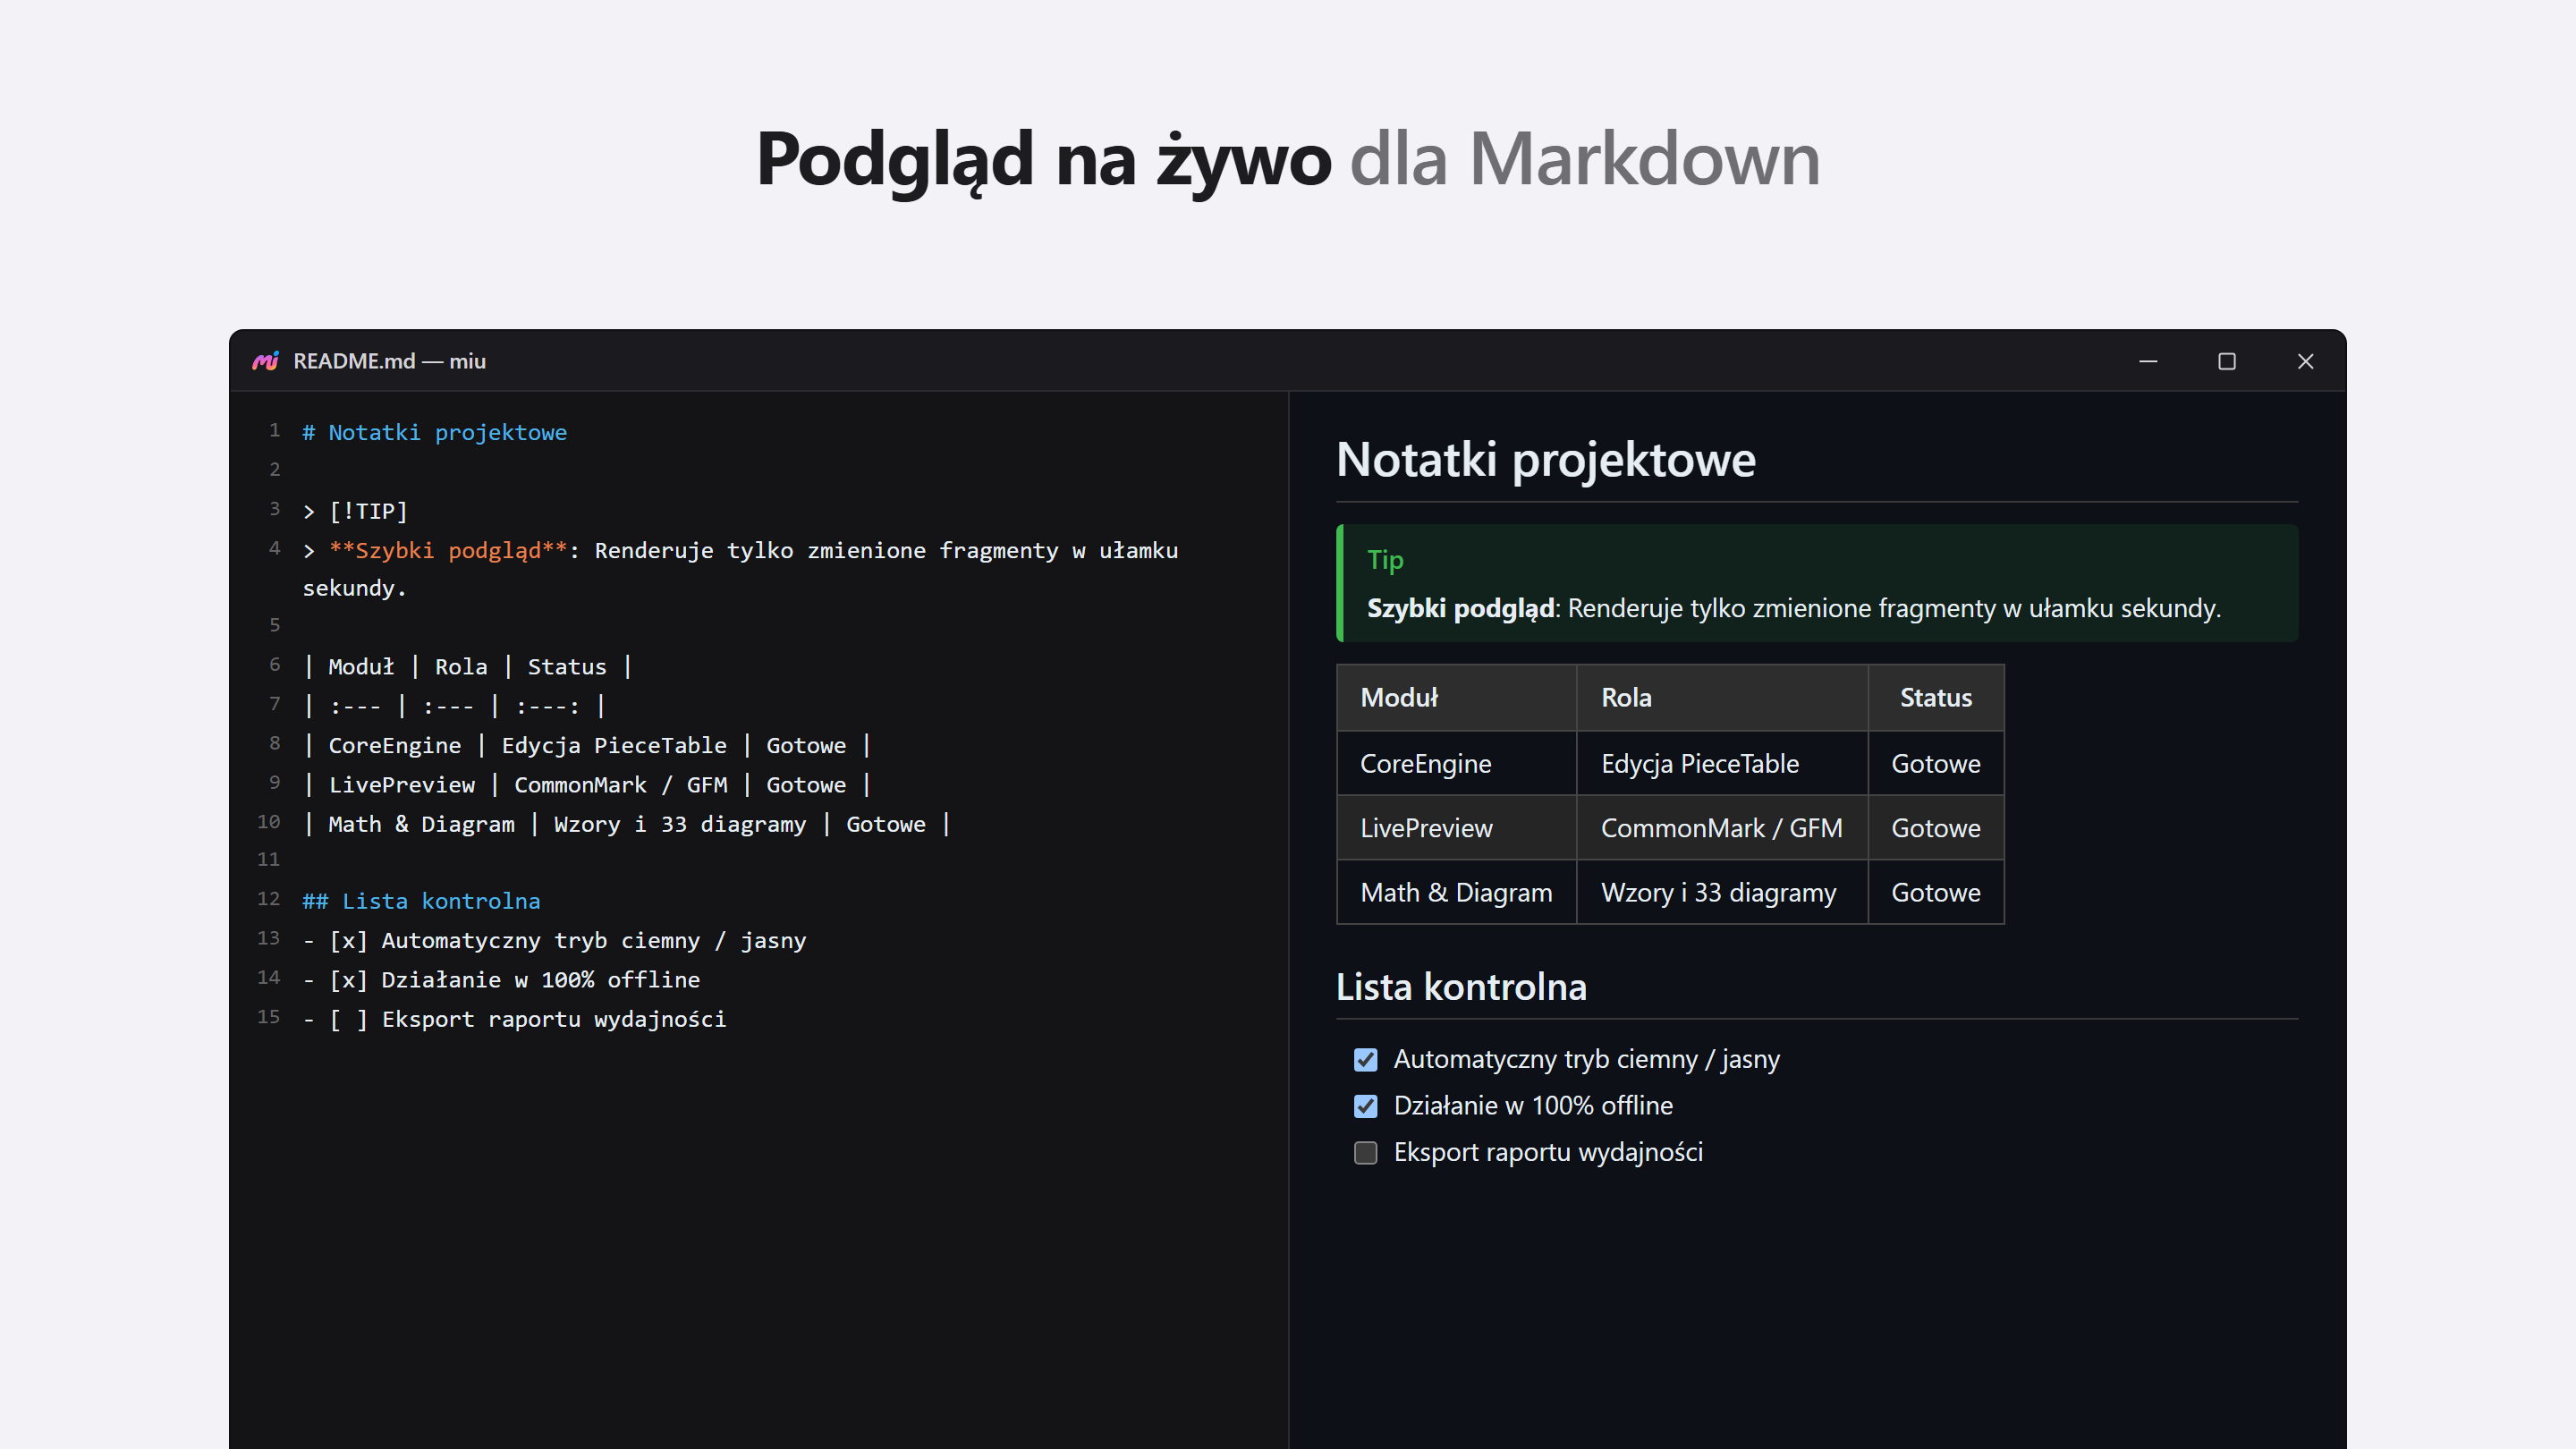 Podgląd na żywo dla Markdown
README.md — miu
1 # Notatki projektowe
2
3 > [!TIP]
4 > **Szybki podgląd**: Renderuje tylko zmienione fragmenty w ułamku
sekundy.
5
6 | Moduł | Rola | Status |
7 | :--- | :--- | :---: |
8 | CoreEngine | Edycja PieceTable | Gotowe |
9 | LivePreview | CommonMark / GFM | Gotowe |
10 | Math & Diagram | Wzory i 33 diagramy | Gotowe |
11
12 ## Lista kontrolna
13 - [x] Automatyczny tryb ciemny / jasny
14 - [x] Działanie w 100% offline
15 - [ ] Eksport raportu wydajności
Notatki projektowe
Tip
Szybki podgląd: Renderuje tylko zmienione fragmenty w ułamku sekundy.
Moduł Rola Status
CoreEngine Edycja PieceTable Gotowe
LivePreview CommonMark / GFM Gotowe
Math & Diagram Wzory i 33 diagramy Gotowe
Lista kontrolna
Automatyczny tryb ciemny / jasny
Działanie w 100% offline
Eksport raportu wydajności